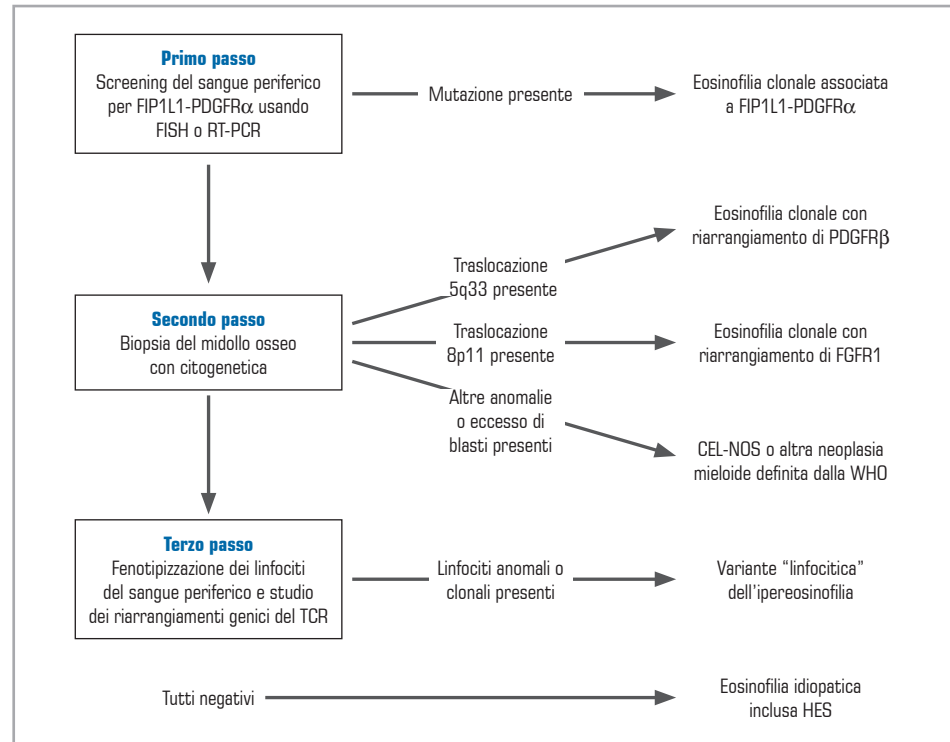 Primo passo
Screening del sangue periferico
per FIP1L1-PDGFRα usando
FISH o RT-PCR
Mutazione presente
Eosinofilia clonale associata
a FIP1L1-PDGFRα
Eosinofilia clonale con
riarrangiamento di PDGFRβ
Traslocazione
5q33 presente
Secondo passo
Biopsia del midollo osseo
con citogenetica
Traslocazione
8p11 presente
Eosinofilia clonale con
riarrangiamento di FGFR1
Altre anomalie
o eccesso di
blasti presenti
CEL-NOS o altra neoplasia
mieloide definita dalla WHO
Terzo passo
Fenotipizzazione dei linfociti
del sangue periferico e studio
dei riarrangiamenti genici del TCR
Linfociti anomali o
clonali presenti
Variante “linfocitica”
dell’ipereosinofilia
Tutti negativi
Eosinofilia idiopatica
inclusa HES